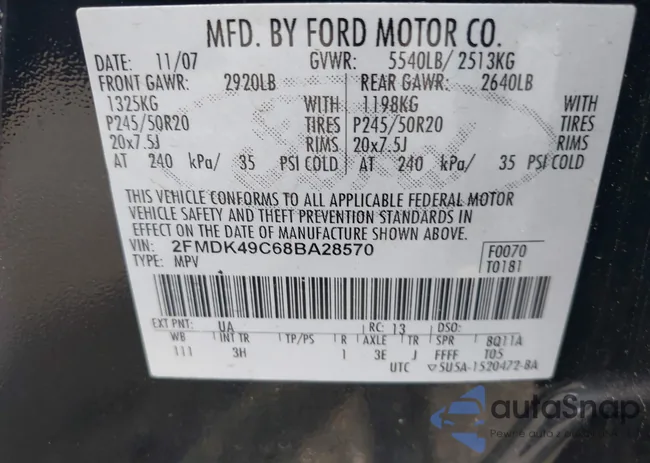 MFD. BY FORD MOTOR CO.
DATE: 11/07 GVWR: 5540LB/ 2513KG
FRONT GAWR: 2920LB REAR GAWR: 2640LB
1325KG WITH 1198KG WITH
P245/50R20 TIRES P245/50R20 TIRES
20x7.5J RIMS 20x7.5J RIMS
AT 240 kPa/ 35 PSI COLD AT 240 kPa/ 35 PSI COLD
THIS VEHICLE CONFORMS TO ALL APPLICABLE FEDERAL MOTOR
VEHICLE SAFETY AND THEFT PREVENTION STANDARDS IN
EFFECT ON THE DATE OF MANUFACTURE SHOWN ABOVE.
VIN: 2FMDK49C68BA28570 F0070
TYPE: MPV T0181
EXT PNT: UA RC: 13 DSO:
WB INT TR TP/PS R AXLE TR SPR 8Q11A
111 3H 1 3E J FFFF T05
UTC ▽5U5A-1520472-BA
autaSnap
Pewne auta z